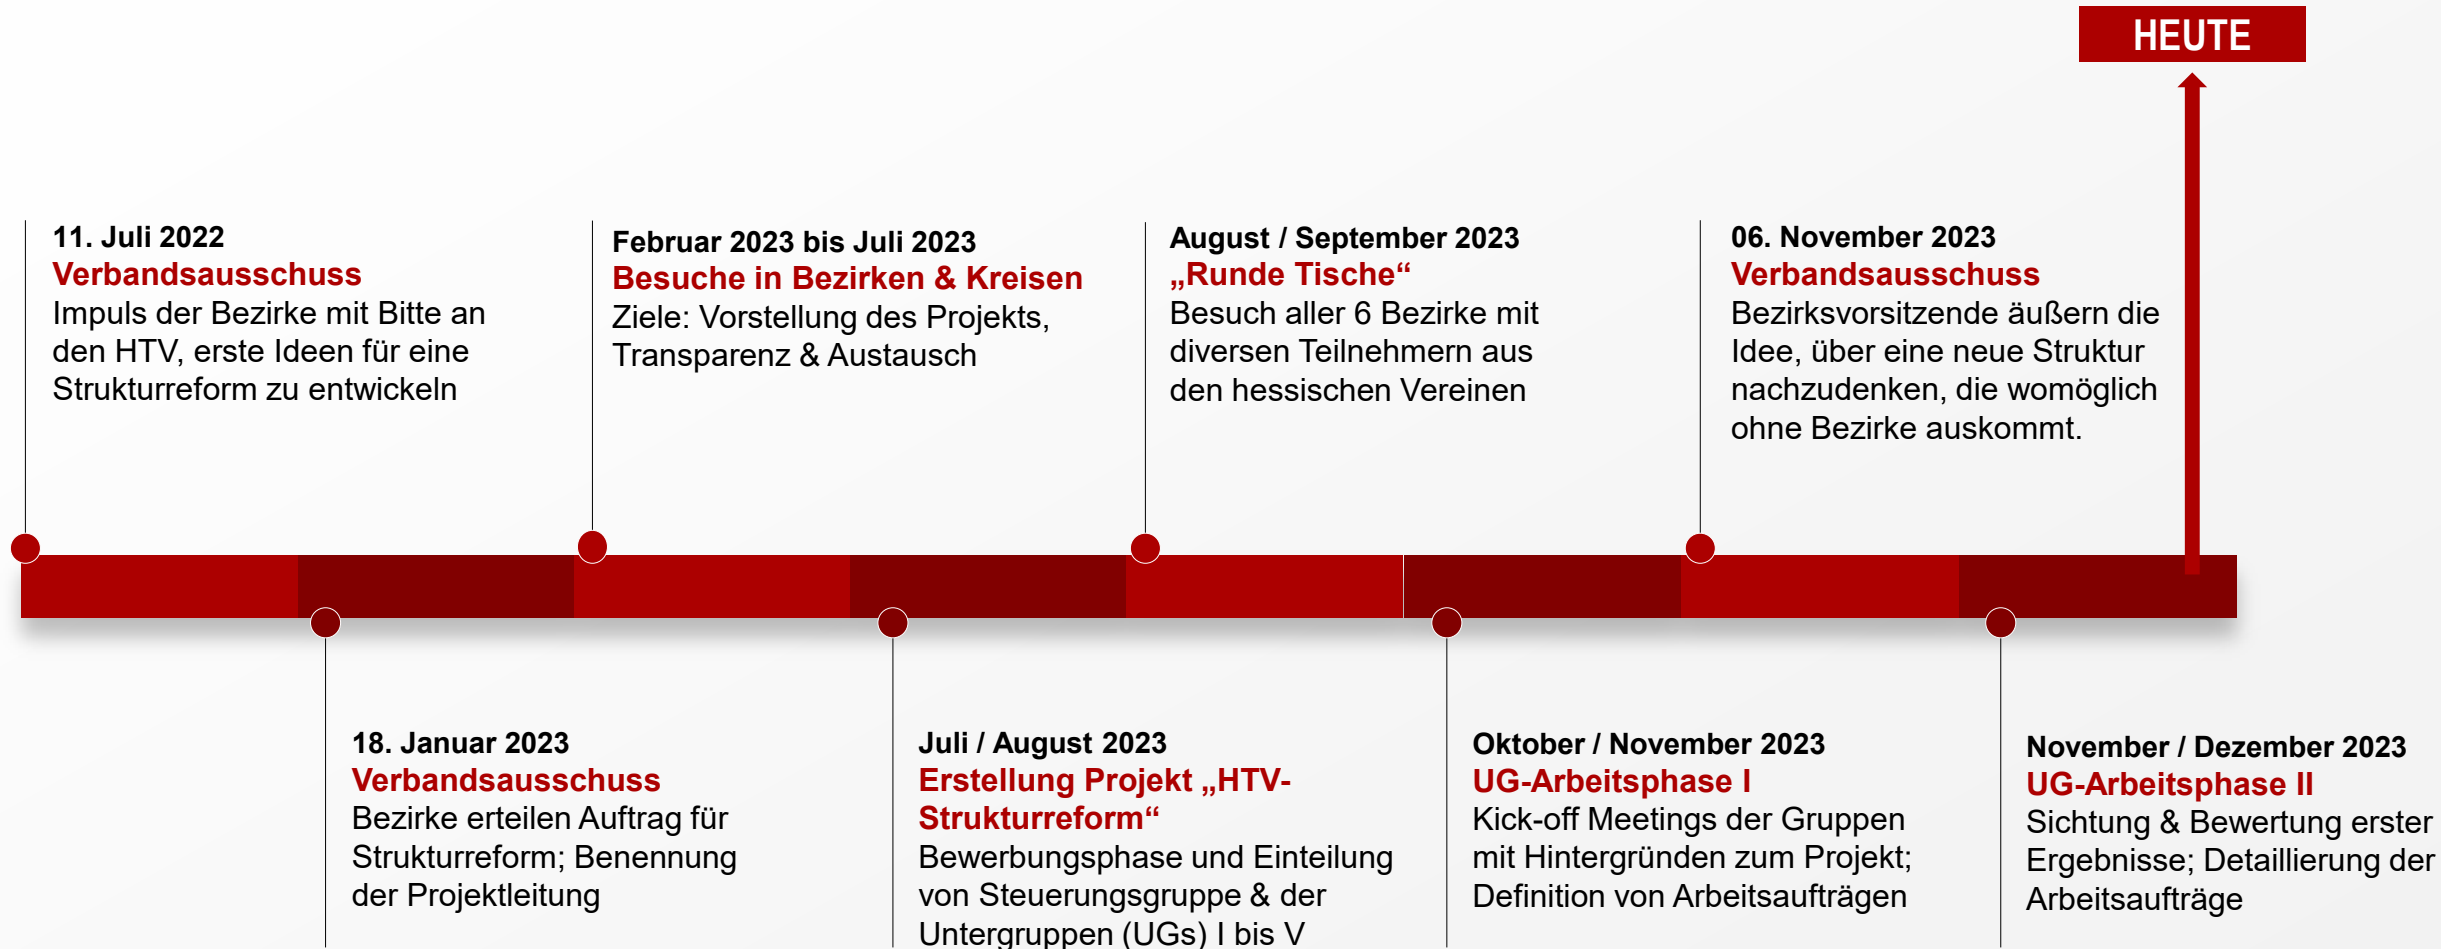 HEUTE
11. Juli 2022
Verbandsausschuss
Impuls der Bezirke mit Bitte an
den HTV, erste Ideen für eine
Strukturreform zu entwickeln
Februar 2023 bis Juli 2023
Besuche in Bezirken & Kreisen
Ziele: Vorstellung des Projekts,
Transparenz & Austausch
August / September 2023
„Runde Tische“
Besuch aller 6 Bezirke mit
diversen Teilnehmern aus
den hessischen Vereinen
06. November 2023
Verbandsausschuss
Bezirksvorsitzende äußern die
Idee, über eine neue Struktur
nachzudenken, die womöglich
ohne Bezirke auskommt.
18. Januar 2023
Verbandsausschuss
Bezirke erteilen Auftrag für
Strukturreform; Benennung
der Projektleitung
Juli / August 2023
Erstellung Projekt „HTV-
Strukturreform“
Bewerbungsphase und Einteilung
von Steuerungsgruppe & der
Untergruppen (UGs) I bis V
Oktober / November 2023
UG-Arbeitsphase I
Kick-off Meetings der Gruppen
mit Hintergründen zum Projekt;
Definition von Arbeitsaufträgen
November / Dezember 2023
UG-Arbeitsphase II
Sichtung & Bewertung erster
Ergebnisse; Detaillierung der
Arbeitsaufträge